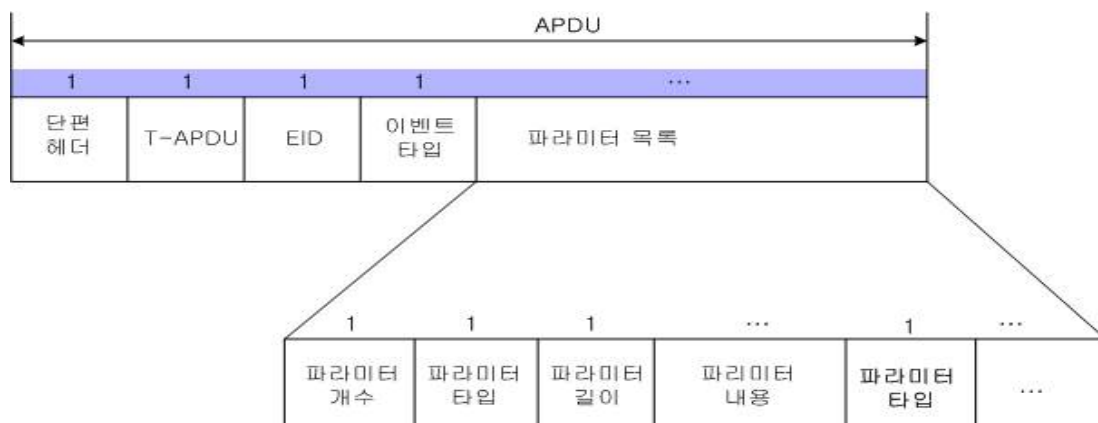 APDU
1 1 1 1 ...
단편 헤더 T-APDU EID 이벤트 타입 파라미터 목록
1 1 1 ... 1 ...
파라미터 개수 파라미터 타입 파라미터 길이 파리미터 내용 파라미터 타입 ...